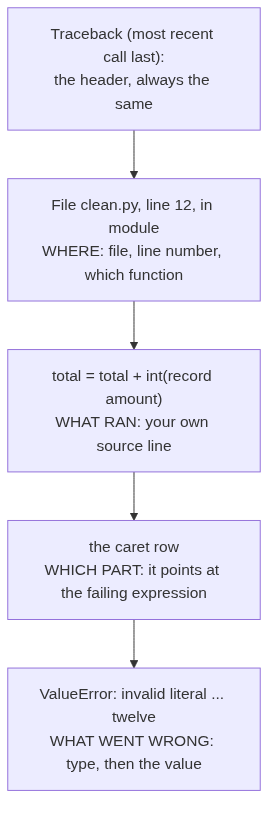 Traceback (most recent
call last):
the header, always the
same
File clean.py, line 12, in
module
WHERE: file, line number,
which function
total = total + int(record
amount)
WHAT RAN: your own
source line
the caret row
WHICH PART: it points at
the failing expression
ValueError: invalid literal ...
twelve
WHAT WENT WRONG:
type, then the value